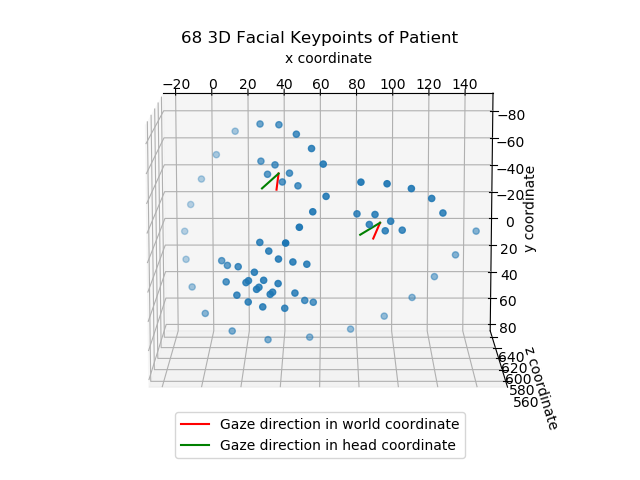 68 3D Facial Keypoints of Patient
x coordinate
−20 0 20 40 60 80 100 120 140
−80
−60
−40
−20
0
20
40
60
80
y coordinate
640
620
600
580
560
z coordinate
Gaze direction in world coordinate
Gaze direction in head coordinate